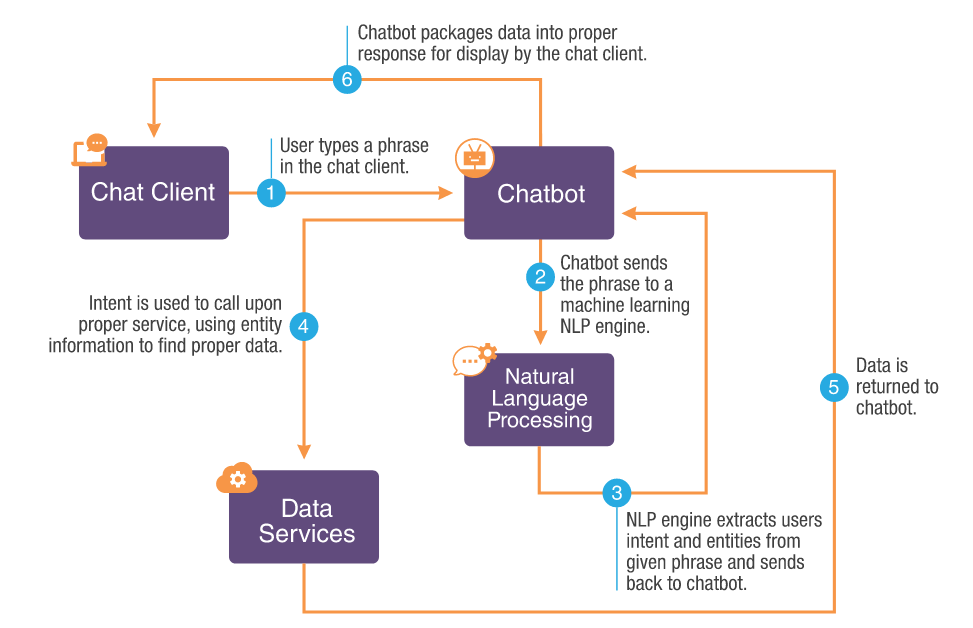 Chatbot packages data into proper
response for display by the chat client.
6
User types a phrase
in the chat client.
1
Chat Client
Chatbot
2
Chatbot sends
the phrase to a
machine learning
NLP engine.
Intent is used to call upon
proper service, using entity
information to find proper data.
4
Natural
Language
Processing
5
Data is
returned to
chatbot.
3
NLP engine extracts users
intent and entities from
given phrase and sends
back to chatbot.
Data
Services